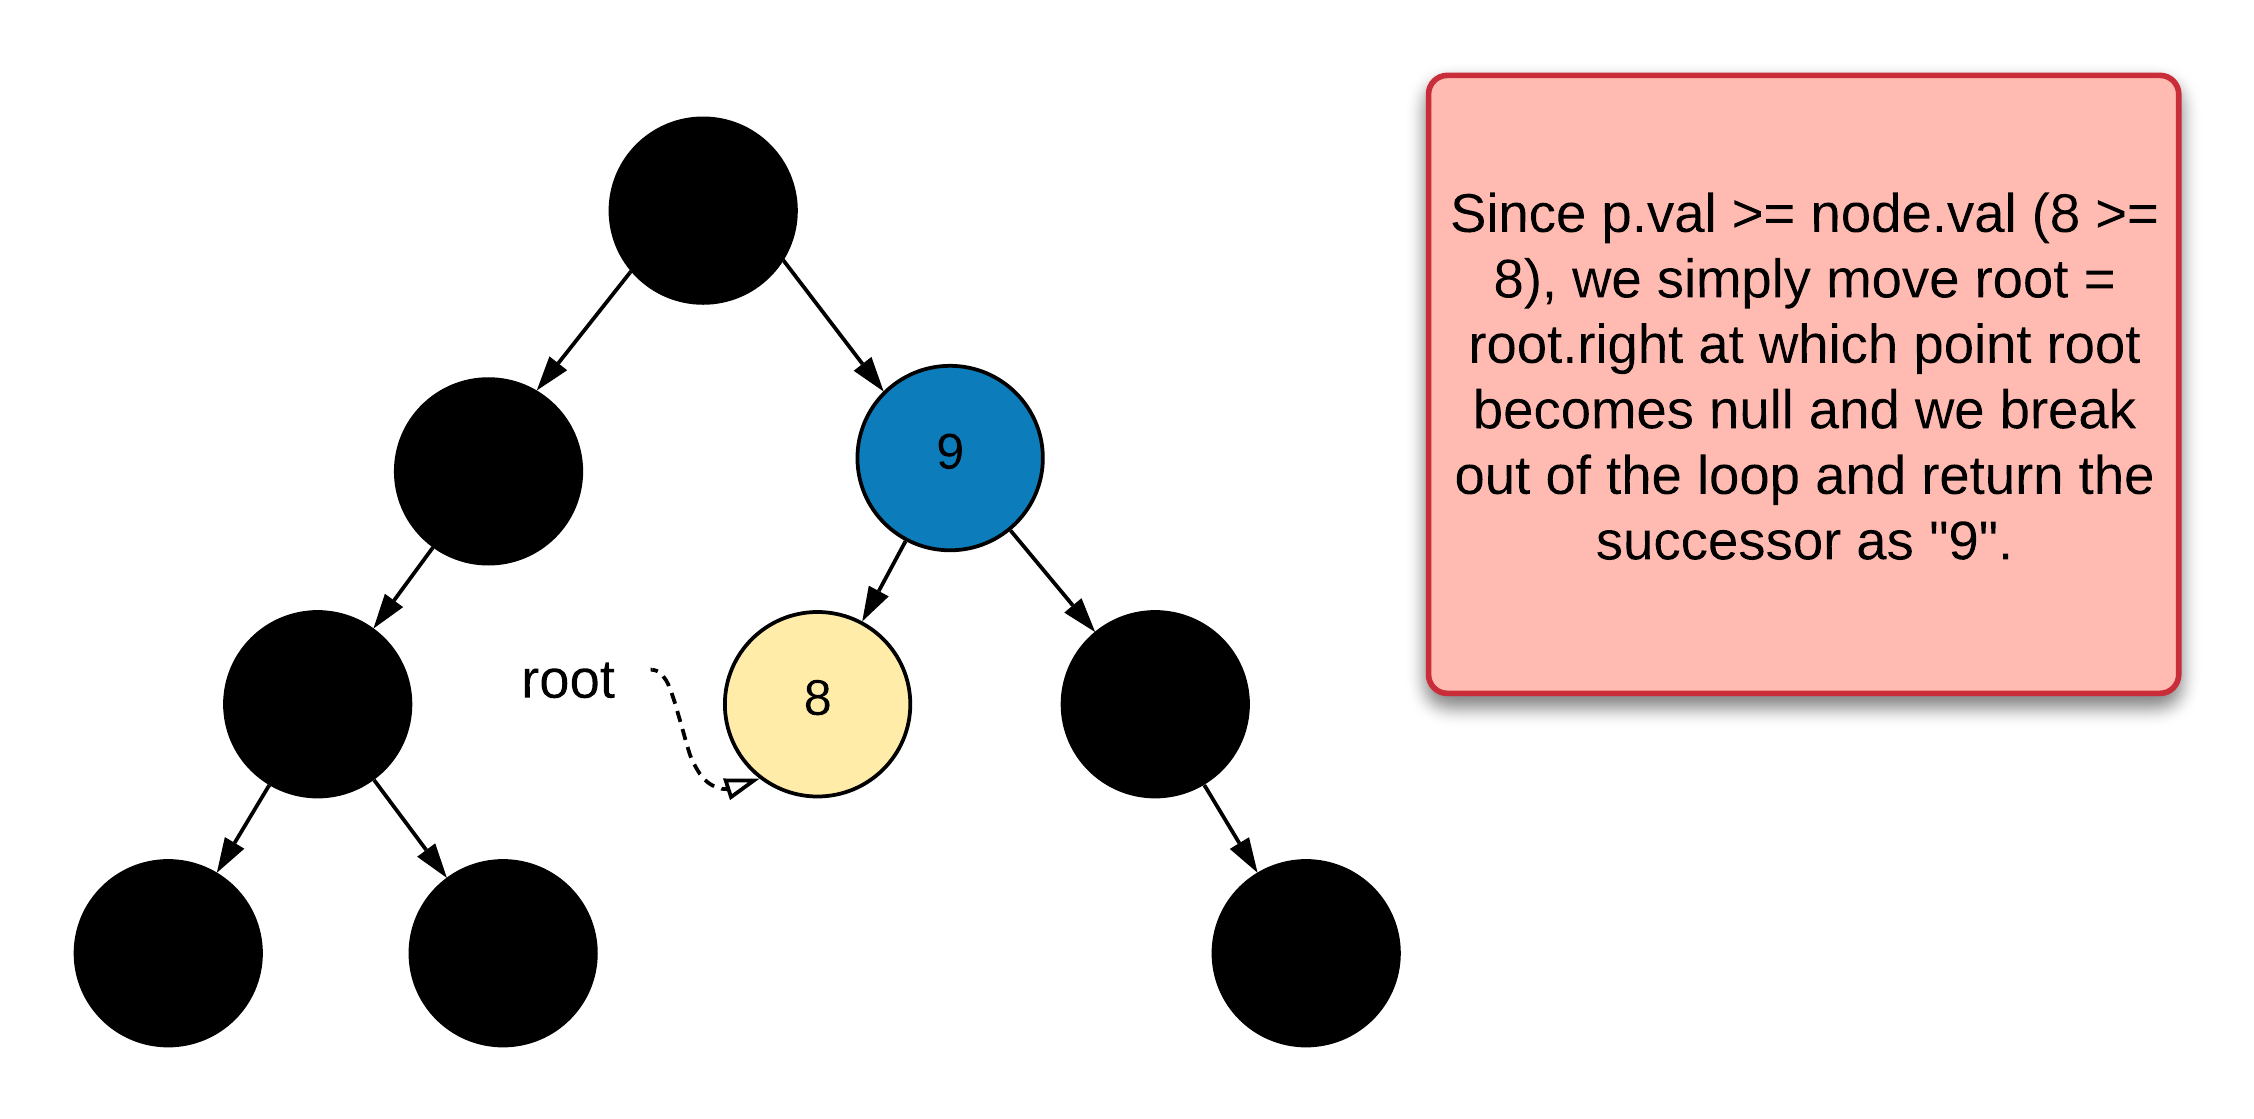 Since p.val >= node.val (8 >=
8), we simply move root =
root.right at which point root
becomes null and we break
out of the loop and return the
successor as "9".
9
root
8